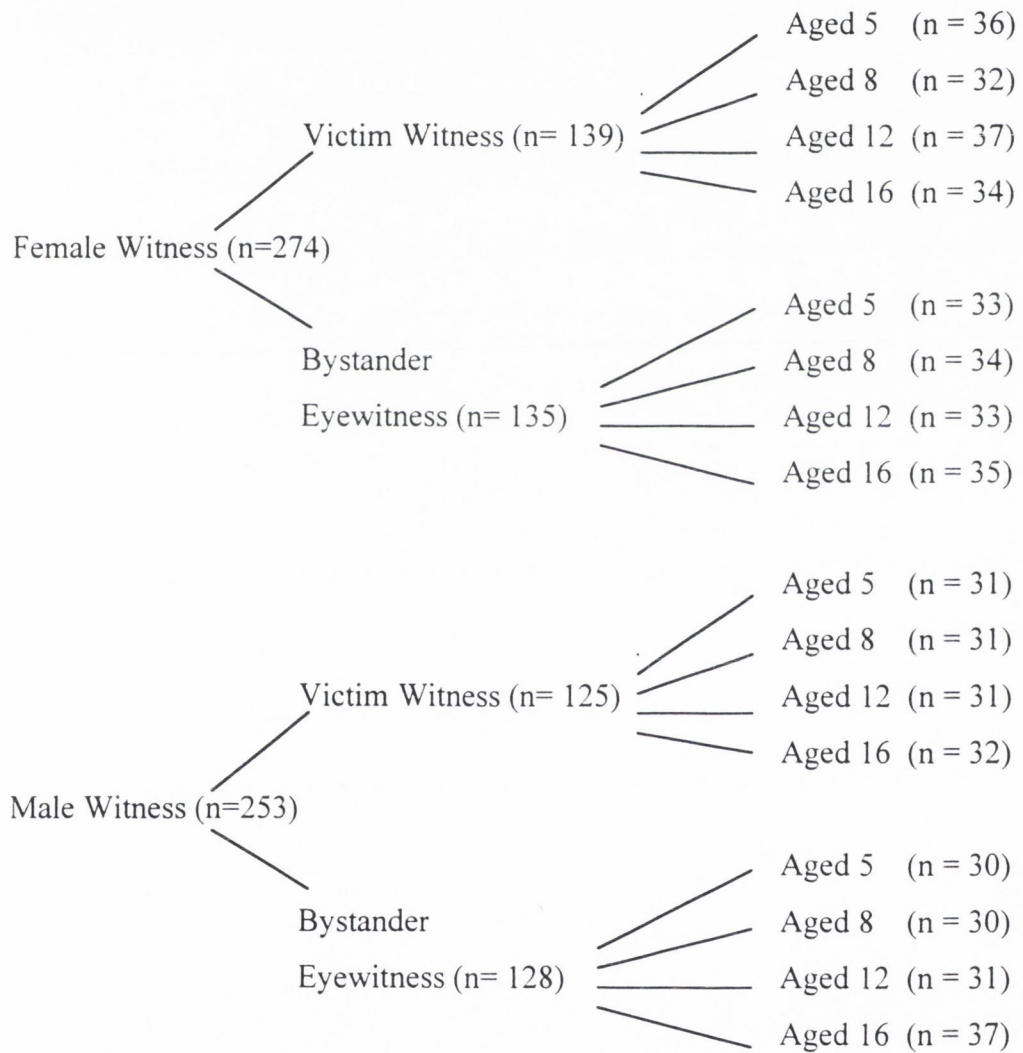 Aged 5 (n = 36)
Aged 8 (n = 32)
Victim Witness (n= 139)
Aged 12 (n = 37)
Aged 16 (n = 34)
Female Witness (n=274)
Aged 5 (n = 33)
Bystander
Aged 8 (n = 34)
Eyewitness (n= 135)
Aged 12 (n = 33)
Aged 16 (n = 35)
Aged 5 (n = 31)
Aged 8 (n = 31)
Victim Witness (n= 125)
Aged 12 (n = 31)
Aged 16 (n = 32)
Male Witness (n=253)
Aged 5 (n = 30)
Bystander
Aged 8 (n = 30)
Eyewitness (n= 128)
Aged 12 (n = 31)
Aged 16 (n = 37)